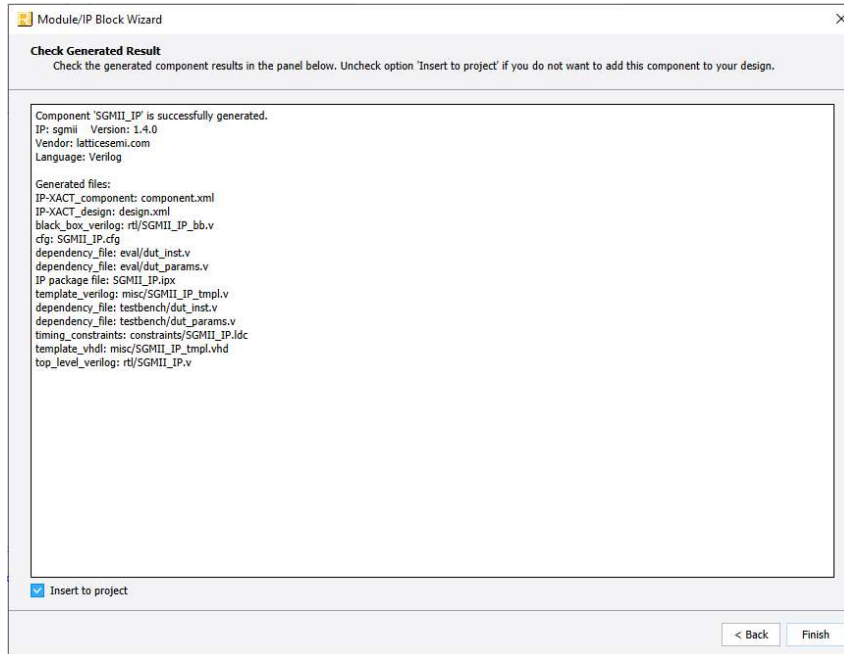 Module/IP Block Wizard
Check Generated Result
Check the generated component results in the panel below. Uncheck option 'Insert to project' if you do not want to add this component to your design.
Component 'SGMII_IP' is successfully generated.
IP: sgmii    Version: 1.4.0
Vendor: latticesemi.com
Language: Verilog
Generated files:
IP-XACT_component: component.xml
IP-XACT_design: design.xml
black_box_verilog: rtl/SGMII_IP_bb.v
cfg: SGMII_IP.cfg
dependency_file: eval/dut_inst.v
dependency_file: eval/dut_params.v
IP package file: SGMII_IP.ipx
template_verilog: misc/SGMII_IP_tmpl.v
dependency_file: testbench/dut_inst.v
dependency_file: testbench/dut_params.v
timing_constraints: constraints/SGMII_IP.ldc
template_vhdl: misc/SGMII_IP_tmpl.vhd
top_level_verilog: rtl/SGMII_IP.v
Insert to project
< Back
Finish